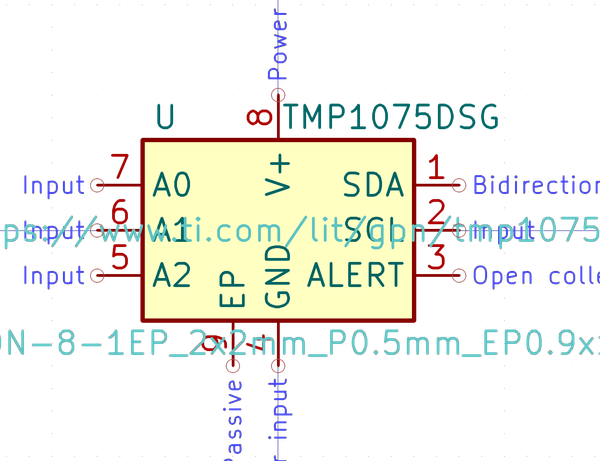 Power
U 8 TMP1075DSG
7 V+ 1
Input A0 SDA Bidirection
6 2
Input A1 SCL Input
ps://www.ti.com/lit/gpn/tmp1075
5 3
Input A2 EP GND ALERT Open colle
9 4
ON-8-1EP_2x2mm_P0.5mm_EP0.9x
Passive
r input